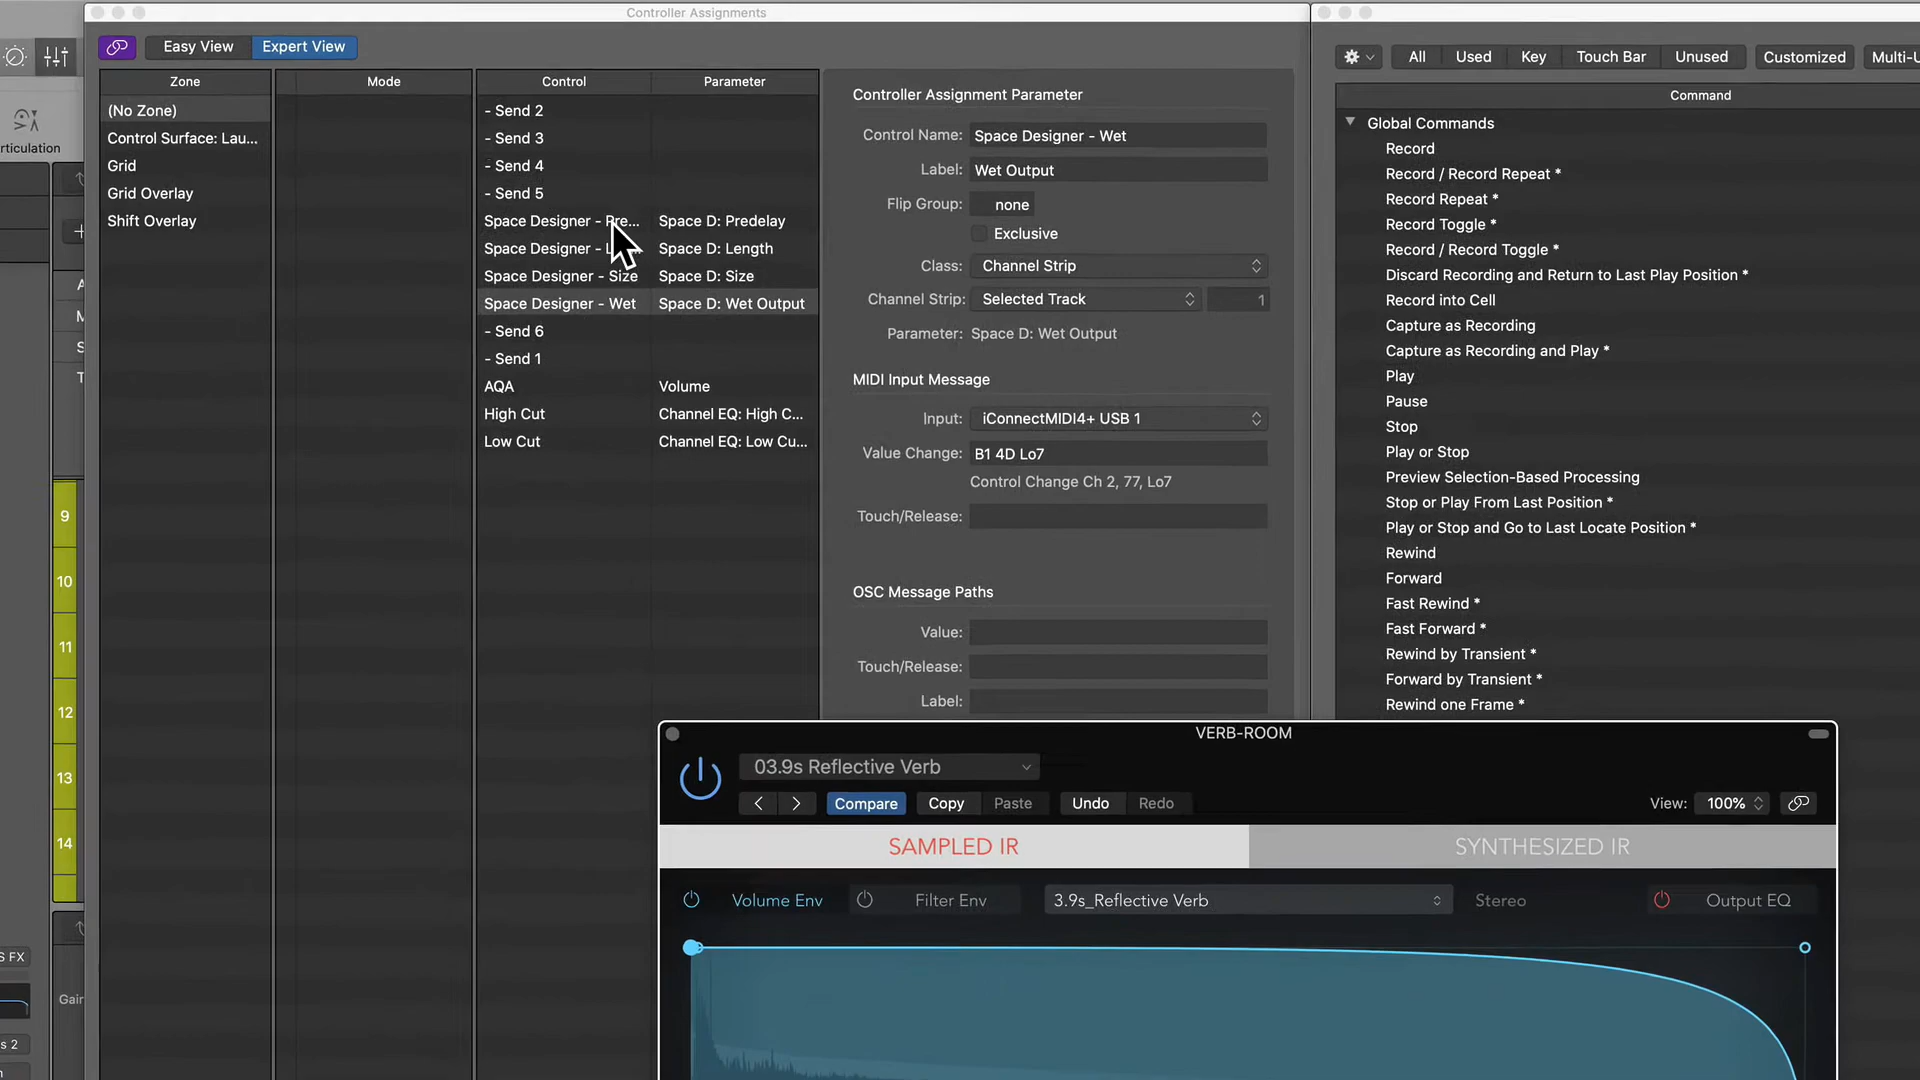 Controller Assignments
Easy View
Expert View
Zone
Mode
Control
Parameter
(No Zone)
Control Surface: Lau...
Grid
Grid Overlay
Shift Overlay
- Send 2
- Send 3
- Send 4
- Send 5
Space Designer - Pre... Space D: Predelay
Space Designer - Space D: Length
Space Designer - Size Space D: Size
Space Designer - Wet Space D: Wet Output
- Send 6
- Send 1
AQA Volume
High Cut Channel EQ: High C...
Low Cut Channel EQ: Low Cu...
Controller Assignment Parameter
Control Name: Space Designer - Wet
Label: Wet Output
Flip Group: none
Exclusive
Class: Channel Strip
Channel Strip: Selected Track 1
Parameter: Space D: Wet Output
MIDI Input Message
Input: iConnectMIDI4+ USB 1
Value Change: B1 4D Lo7
Control Change Ch 2, 77, Lo7
Touch/Release:
OSC Message Paths
Value:
Touch/Release:
Label:
All Used Key Touch Bar Unused Customized Multi-U
Command
Global Commands
Record
Record / Record Repeat *
Record Repeat *
Record Toggle *
Record / Record Toggle *
Discard Recording and Return to Last Play Position *
Record into Cell
Capture as Recording
Capture as Recording and Play *
Play
Pause
Stop
Play or Stop
Preview Selection-Based Processing
Stop or Play From Last Position *
Play or Stop and Go to Last Locate Position *
Rewind
Forward
Fast Rewind *
Fast Forward *
Rewind by Transient *
Forward by Transient *
Rewind one Frame *
rticulation
9
10
11
12
13
14
S FX
Gai
s 2
VERB-ROOM
03.9s Reflective Verb
Compare Copy Paste Undo Redo
View: 100%
SAMPLED IR SYNTHESIZED IR
Volume Env Filter Env 3.9s_Reflective Verb Stereo Output EQ